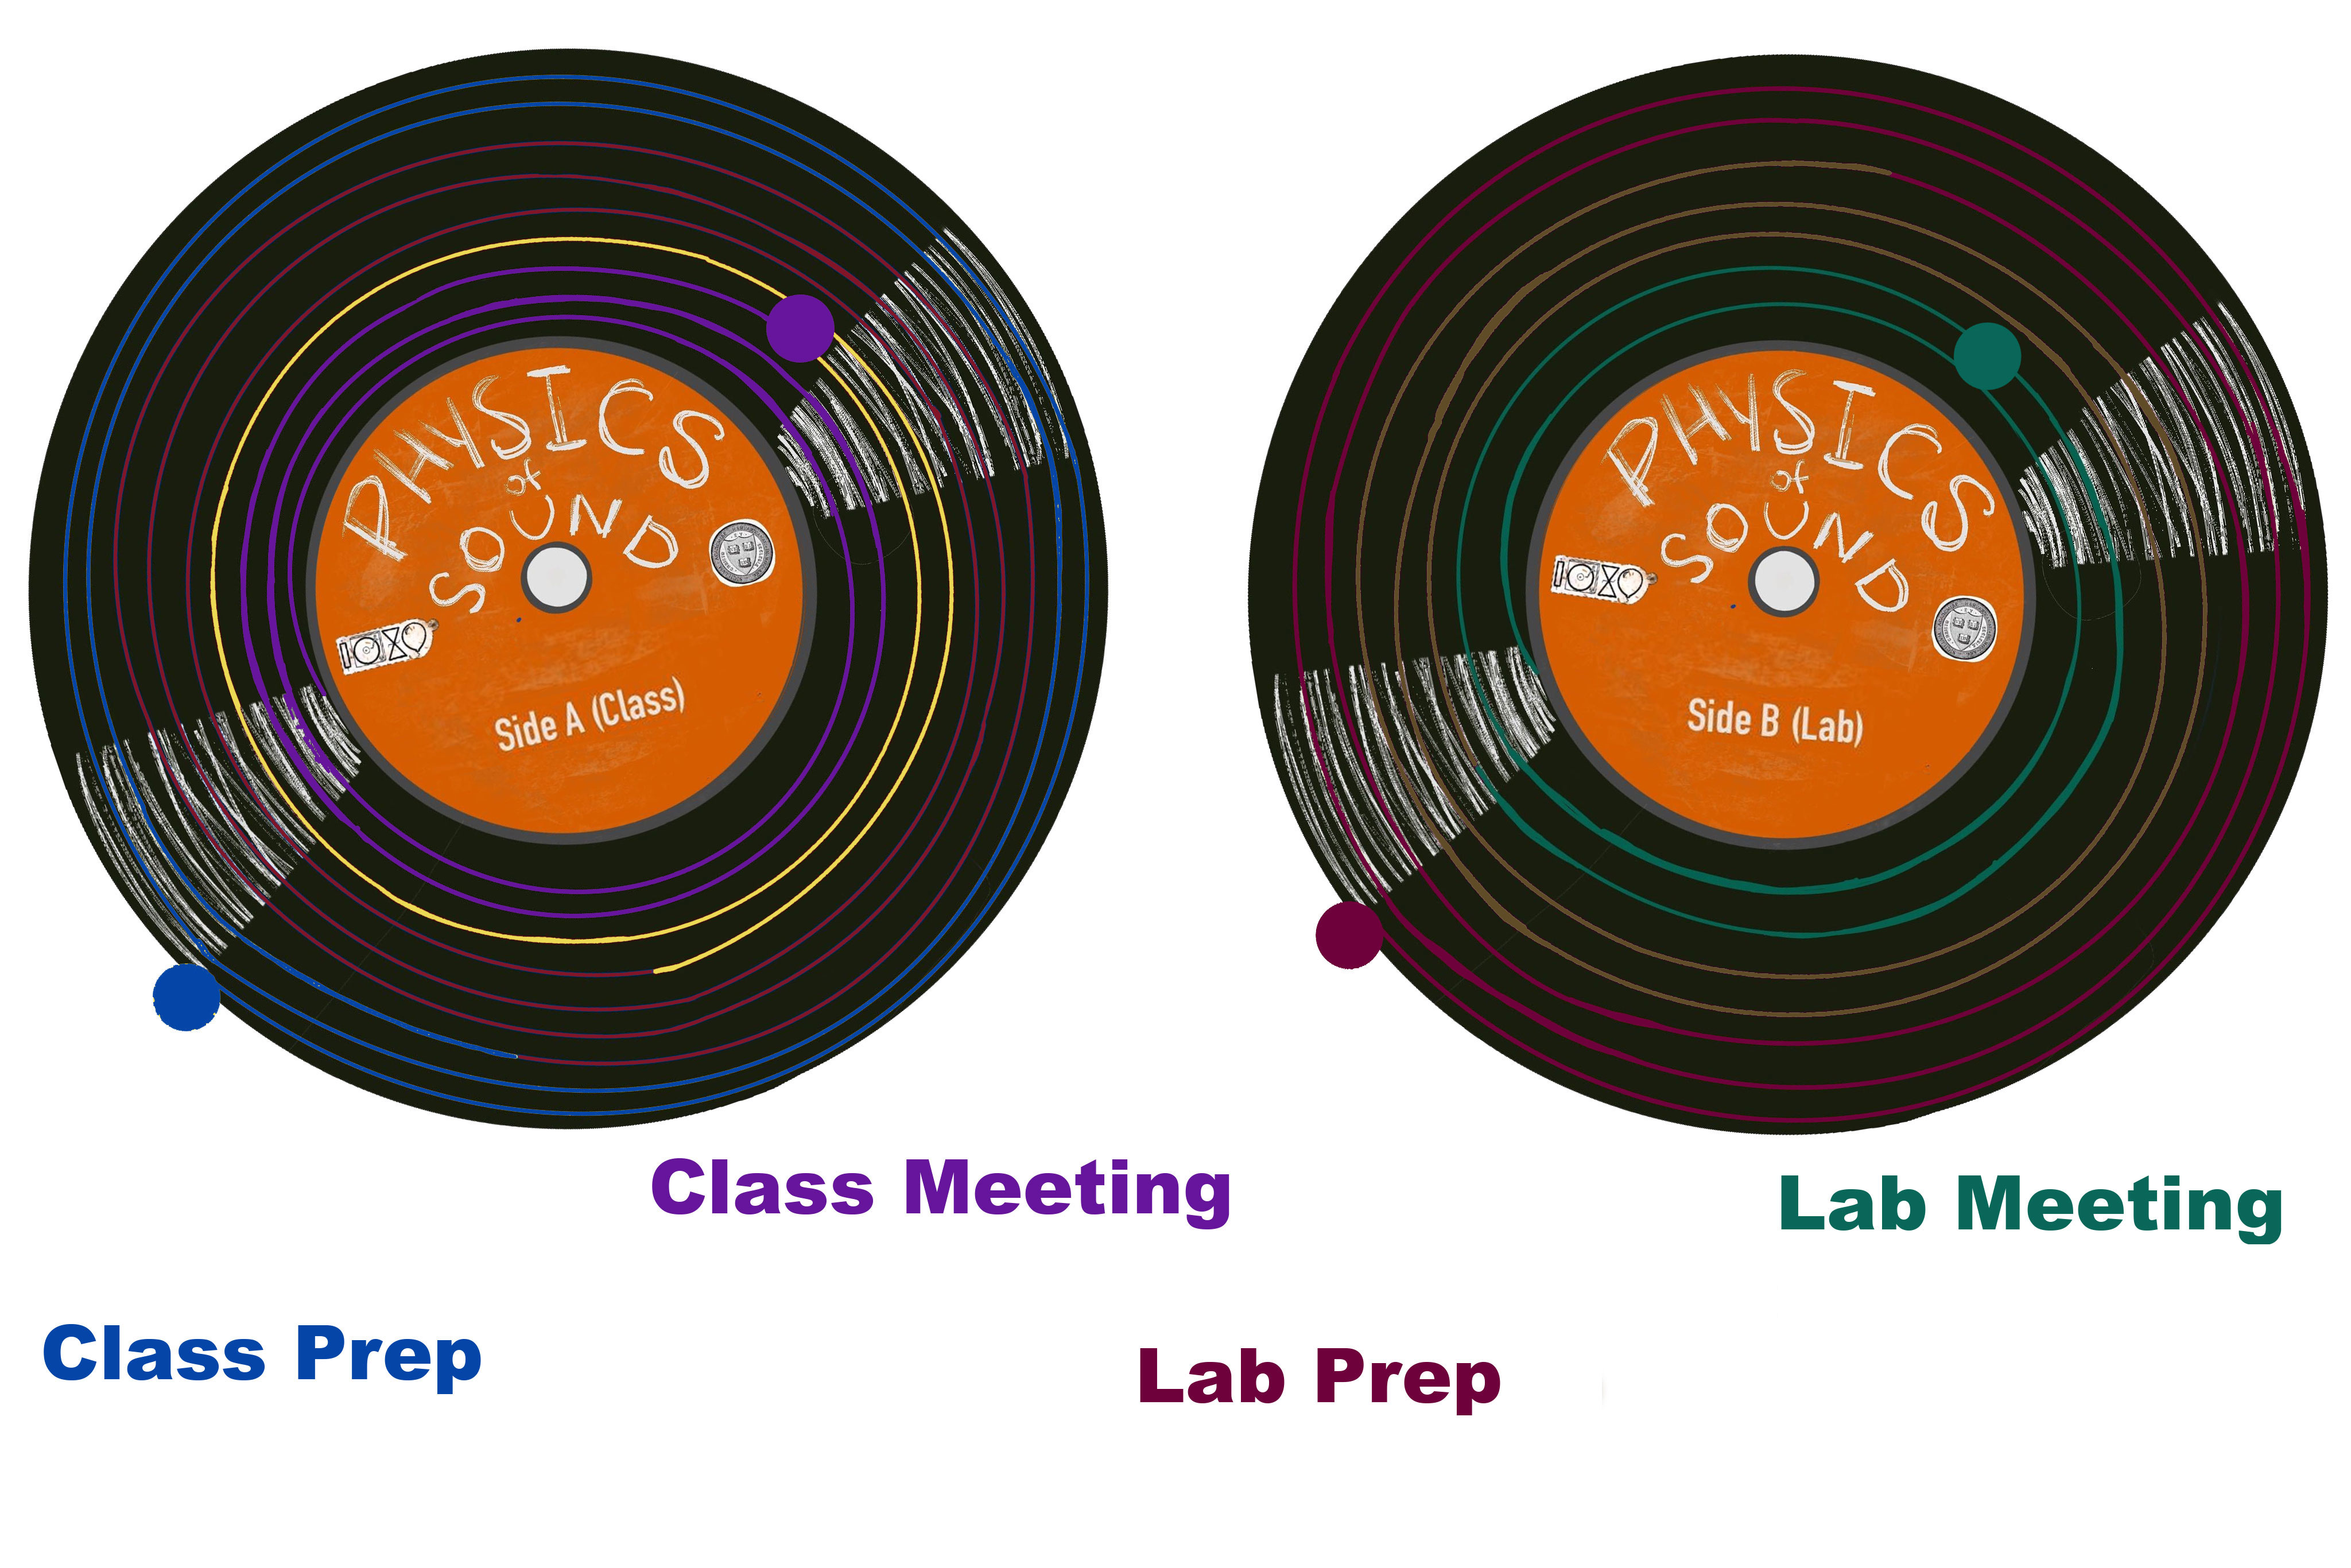 PHYSICS
of
SOUND
Side A (Class)
PHYSICS
of
SOUND
Side B (Lab)
Class Meeting
Lab Meeting
Class Prep
Lab Prep